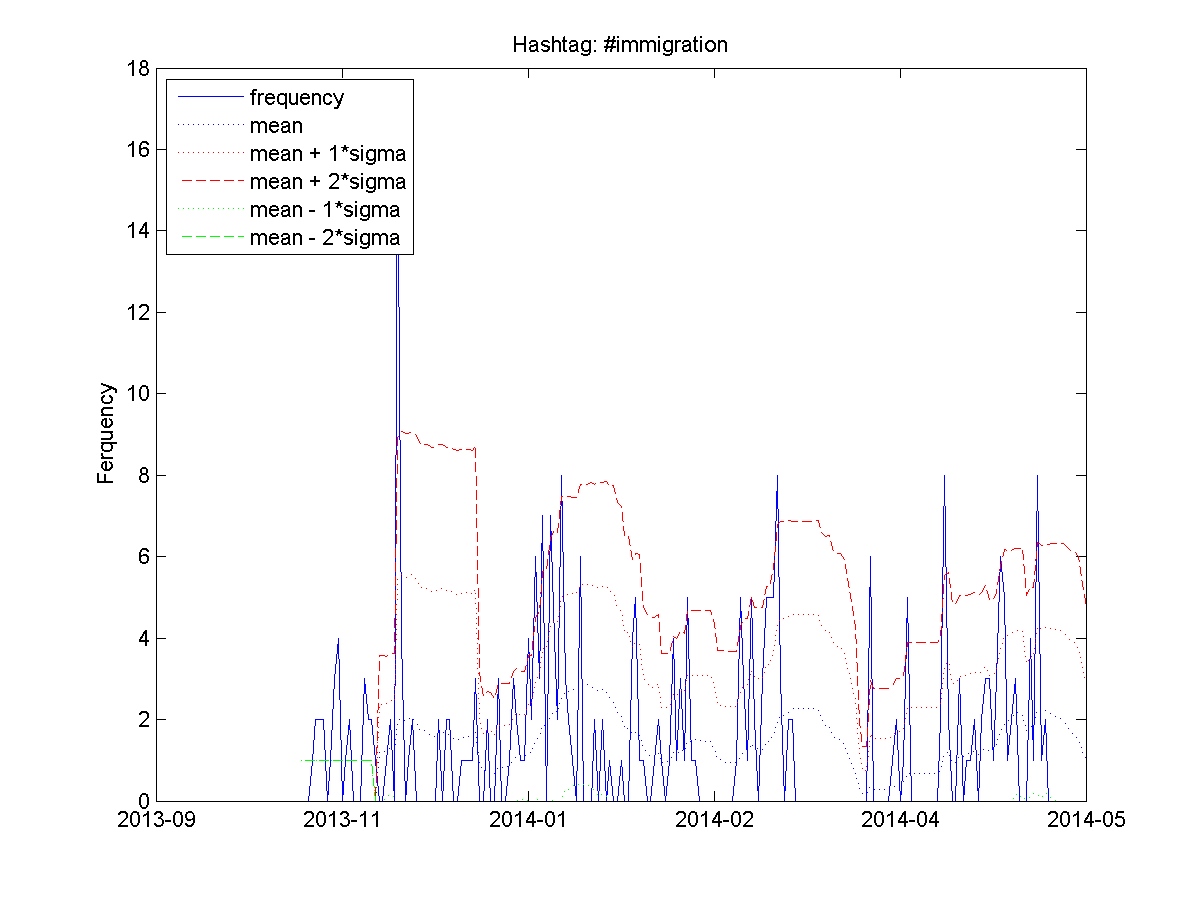 Hashtag: #immigration
18
16
14
12
10
8
6
4
2
0
Ferquency
frequency
mean
mean + 1*sigma
mean + 2*sigma
mean - 1*sigma
mean - 2*sigma
2013-09 2013-11 2014-01 2014-02 2014-04 2014-05